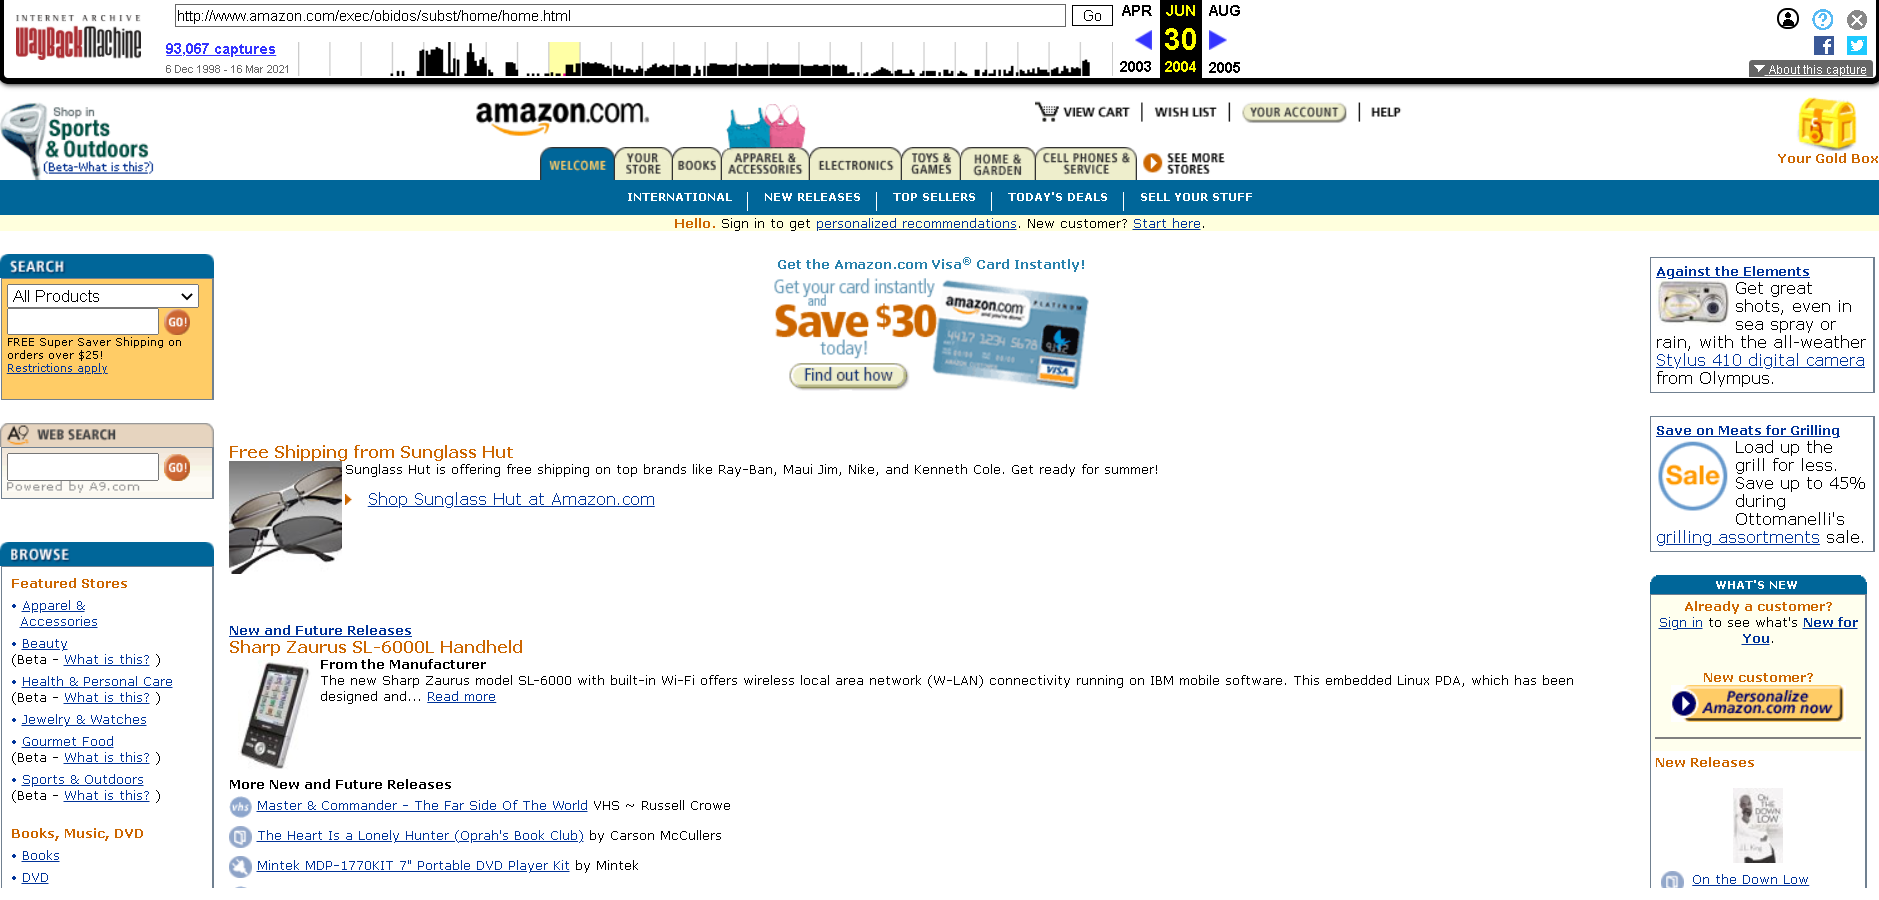 INTERNET ARCHIVE
WayBackMachine
http://www.amazon.com/exec/obidos/subst/home/home.html
Go
APR JUN AUG
30
2003 2004 2005
93,067 captures
6 Dec 1998 - 16 Mar 2021
About this capture
Shop in
Sports
& Outdoors
(Beta-What is this?)
amazon.com.
VIEW CART | WISH LIST | YOUR ACCOUNT | HELP
Your Gold Box
WELCOME
YOUR STORE
BOOKS
APPAREL & ACCESSORIES
ELECTRONICS
TOYS & GAMES
HOME & GARDEN
CELL PHONES & SERVICE
SEE MORE STORES
INTERNATIONAL | NEW RELEASES | TOP SELLERS | TODAY'S DEALS | SELL YOUR STUFF
Hello. Sign in to get personalized recommendations. New customer? Start here.
SEARCH
All Products
GO!
FREE Super Saver Shipping on
orders over $25!
Restrictions apply
A9 WEB SEARCH
GO!
Powered by A9.com
BROWSE
Featured Stores
• Apparel &
Accessories
• Beauty
(Beta - What is this? )
• Health & Personal Care
(Beta - What is this? )
• Jewelry & Watches
• Gourmet Food
(Beta - What is this? )
• Sports & Outdoors
(Beta - What is this? )
Books, Music, DVD
• Books
• DVD
Get the Amazon.com Visa® Card Instantly!
Get your card instantly
and
Save $30
today!
Find out how
amazon.com
PLATINUM
and you're done.
4417 1234 5678 9112
VISA
Free Shipping from Sunglass Hut
Sunglass Hut is offering free shipping on top brands like Ray-Ban, Maui Jim, Nike, and Kenneth Cole. Get ready for summer!
Shop Sunglass Hut at Amazon.com
New and Future Releases
Sharp Zaurus SL-6000L Handheld
From the Manufacturer
The new Sharp Zaurus model SL-6000 with built-in Wi-Fi offers wireless local area network (W-LAN) connectivity running on IBM mobile software. This embedded Linux PDA, which has been
designed and... Read more
More New and Future Releases
vhs Master & Commander - The Far Side Of The World VHS ~ Russell Crowe
The Heart Is a Lonely Hunter (Oprah's Book Club) by Carson McCullers
Mintek MDP-1770KIT 7" Portable DVD Player Kit by Mintek
Against the Elements
Get great
shots, even in
sea spray or
rain, with the all-weather
Stylus 410 digital camera
from Olympus.
Save on Meats for Grilling
Sale
Load up the
grill for less.
Save up to 45%
during
Ottomanelli's
grilling assortments sale.
WHAT'S NEW
Already a customer?
Sign in to see what's New for
You.
New customer?
Personalize
Amazon.com now
New Releases
ON THE DOWN LOW
J.L. King
On the Down Low